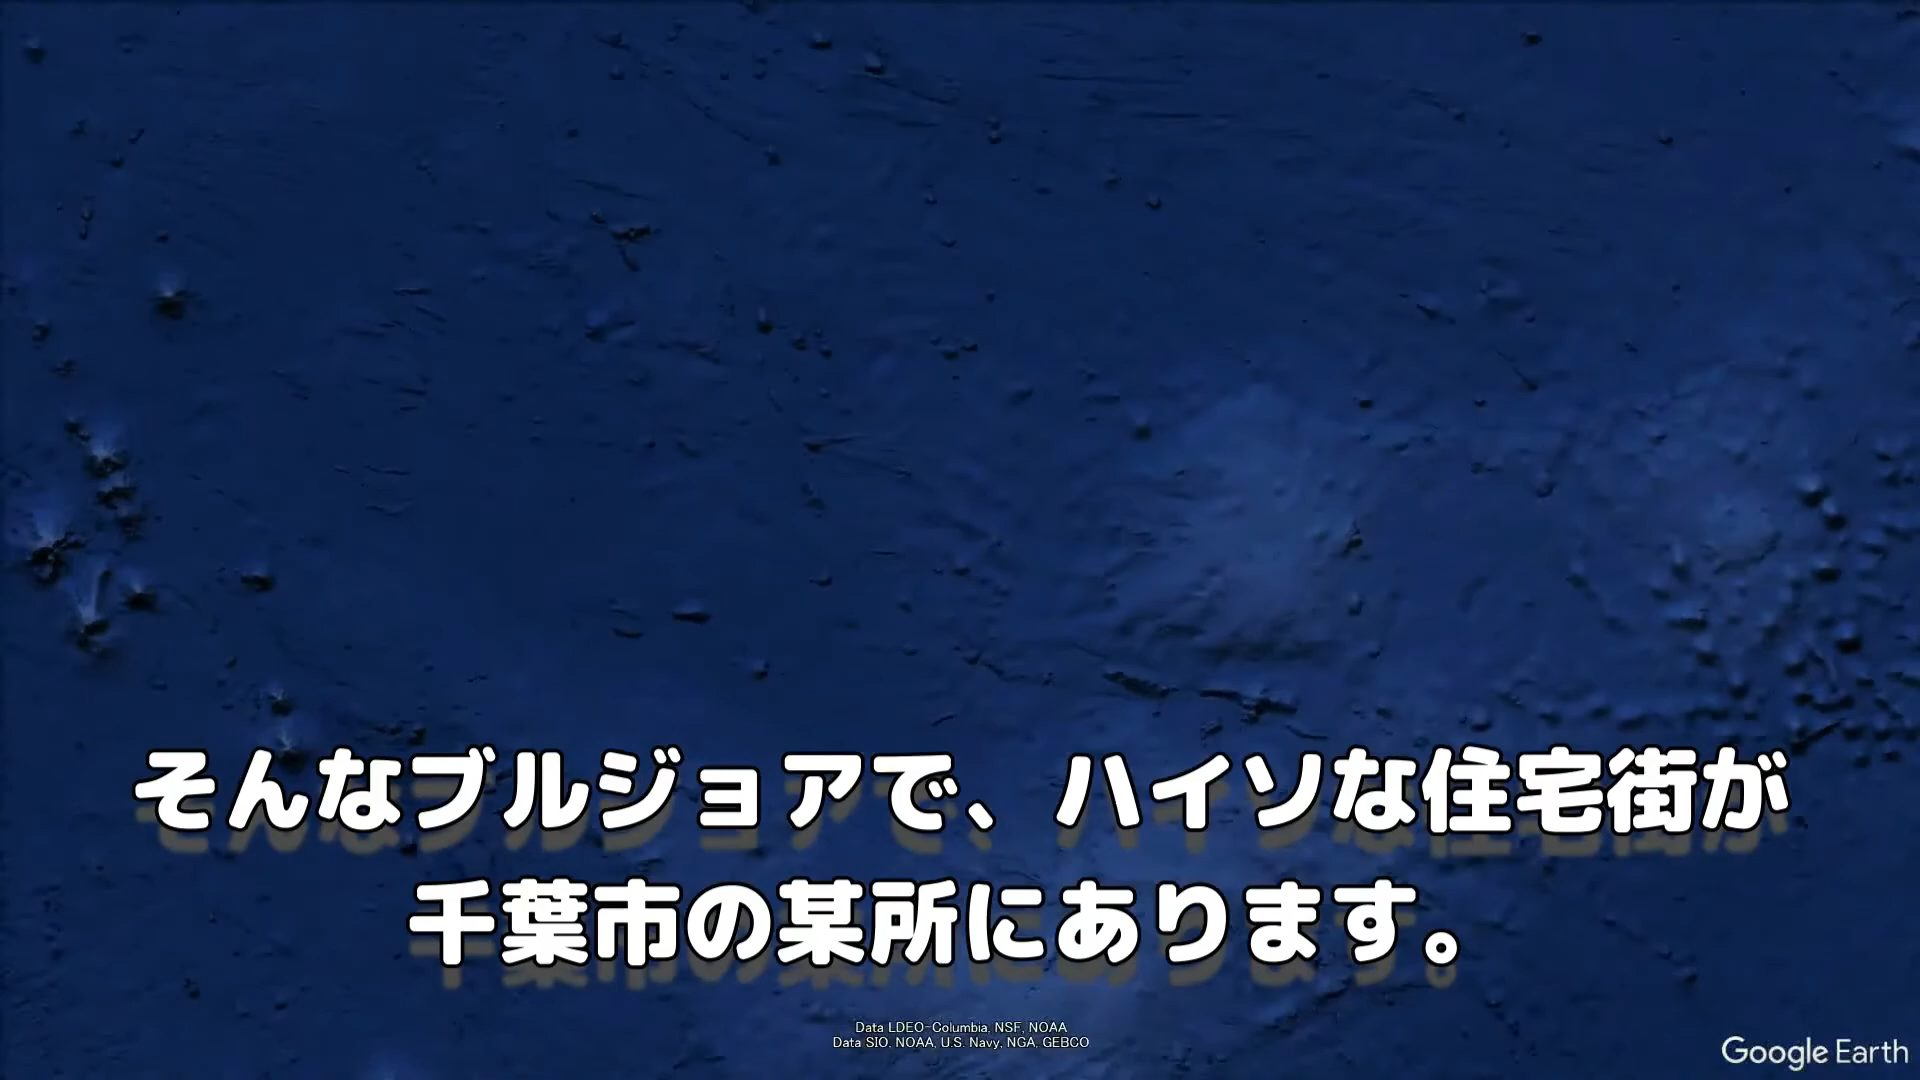 そんなブルジョアで、ハイソな住宅街が
千葉市の某所にあります。
Data LDEO-Columbia, NSF, NOAA
Data SIO, NOAA, U.S. Navy, NGA, GEBCO
Google Earth